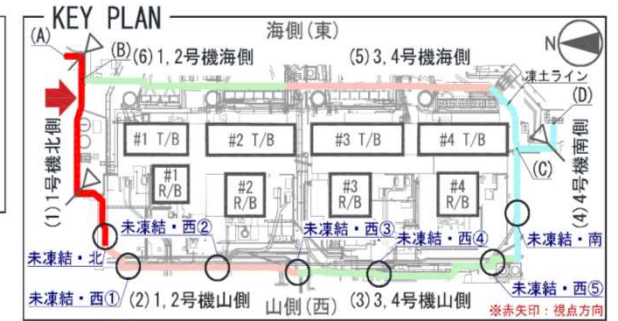 KEY PLAN
海側(東)
N
(A)
(B)
(6)1,2号機海側
(5)3,4号機海側
凍土ライン
(D)
#1 T/B
#2 T/B
#3 T/B
#4 T/B
(C)
(1)1号機北側
(4)4号機南側
#1
R/B
#2
R/B
#3
R/B
#4
R/B
未凍結・西②
未凍結・西③
未凍結・西④
未凍結・南
未凍結・北
未凍結・西①
(2)1,2号機山側
山側(西)
(3)3,4号機山側
未凍結・西⑤
※赤矢印:視点方向